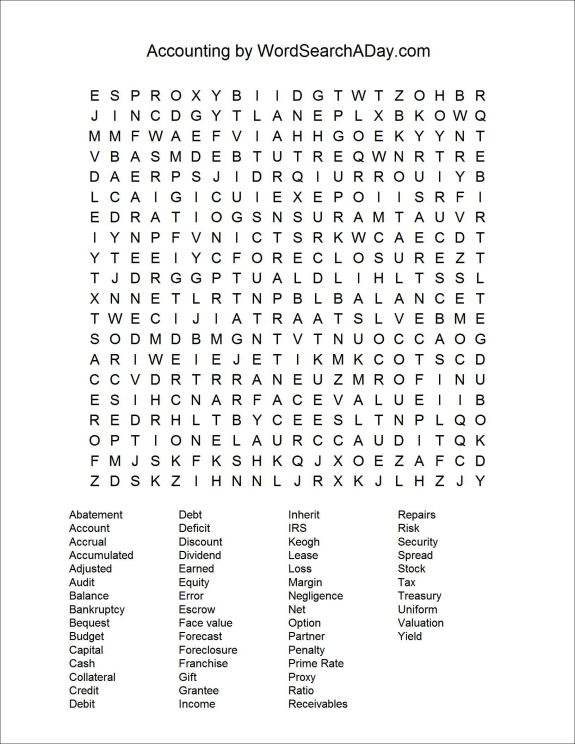 Accounting by WordSearchADay.com
E S P R O X Y B I I D G T W T Z O H B R
J I N C D G Y T L A N E P L X B K O W Q
M M F W A E F V I A H H G O E K Y Y N T
V B A S M D E B T U T R E Q W N R T R E
D A E R P S J I D R Q I U R R O U I Y B
L C A I G I C U I E X E P O I I S R F I
E D R A T I O G S N S U R A M T A U V R
I Y N P F V N I C T S R K W C A E C D T
Y T E E I Y C F O R E C L O S U R E Z T
T J D R G G P T U A L D L I H L T S S L
X N N E T L R T N P B L B A L A N C E T
T W E C I J I A T R A A T S L V E B M E
S O D M D B M G N T V T N U O C C A O G
A R I W E I E J E T I K M K C O T S C D
C C V D R T R R A N E U Z M R O F I N U
E S I H C N A R F A C E V A L U E I I B
R E D R H L T B Y C E E S L T N P L Q O
O P T I O N E L A U R C C A U D I T Q K
F M J S K F K S H K Q J X O E Z A F C D
Z D S K Z I H N N L J R X K J L H Z J Y
Abatement Debt Inherit Repairs
Account Deficit IRS Risk
Accrual Discount Keogh Security
Accumulated Dividend Lease Spread
Adjusted Earned Loss Stock
Audit Equity Margin Tax
Balance Error Negligence Treasury
Bankruptcy Escrow Net Uniform
Bequest Face value Option Valuation
Budget Forecast Partner Yield
Capital Foreclosure Penalty
Cash Franchise Prime Rate
Collateral Gift Proxy
Credit Grantee Ratio
Debit Income Receivables